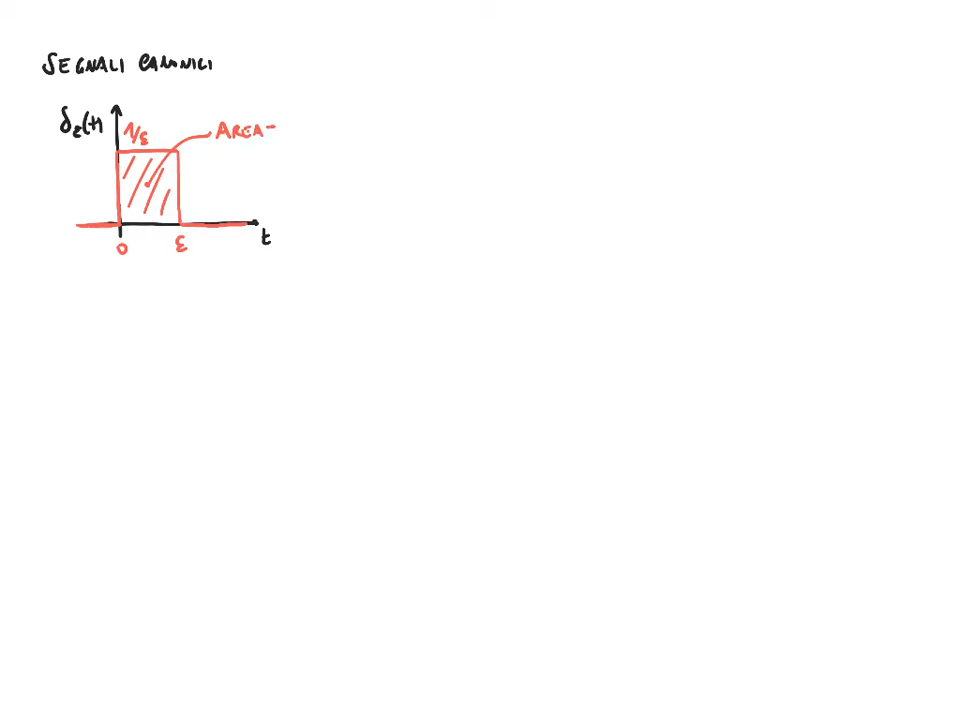 SEGNALI CANONICI
δε(t)
1/ε
AREA=
0
ε
t